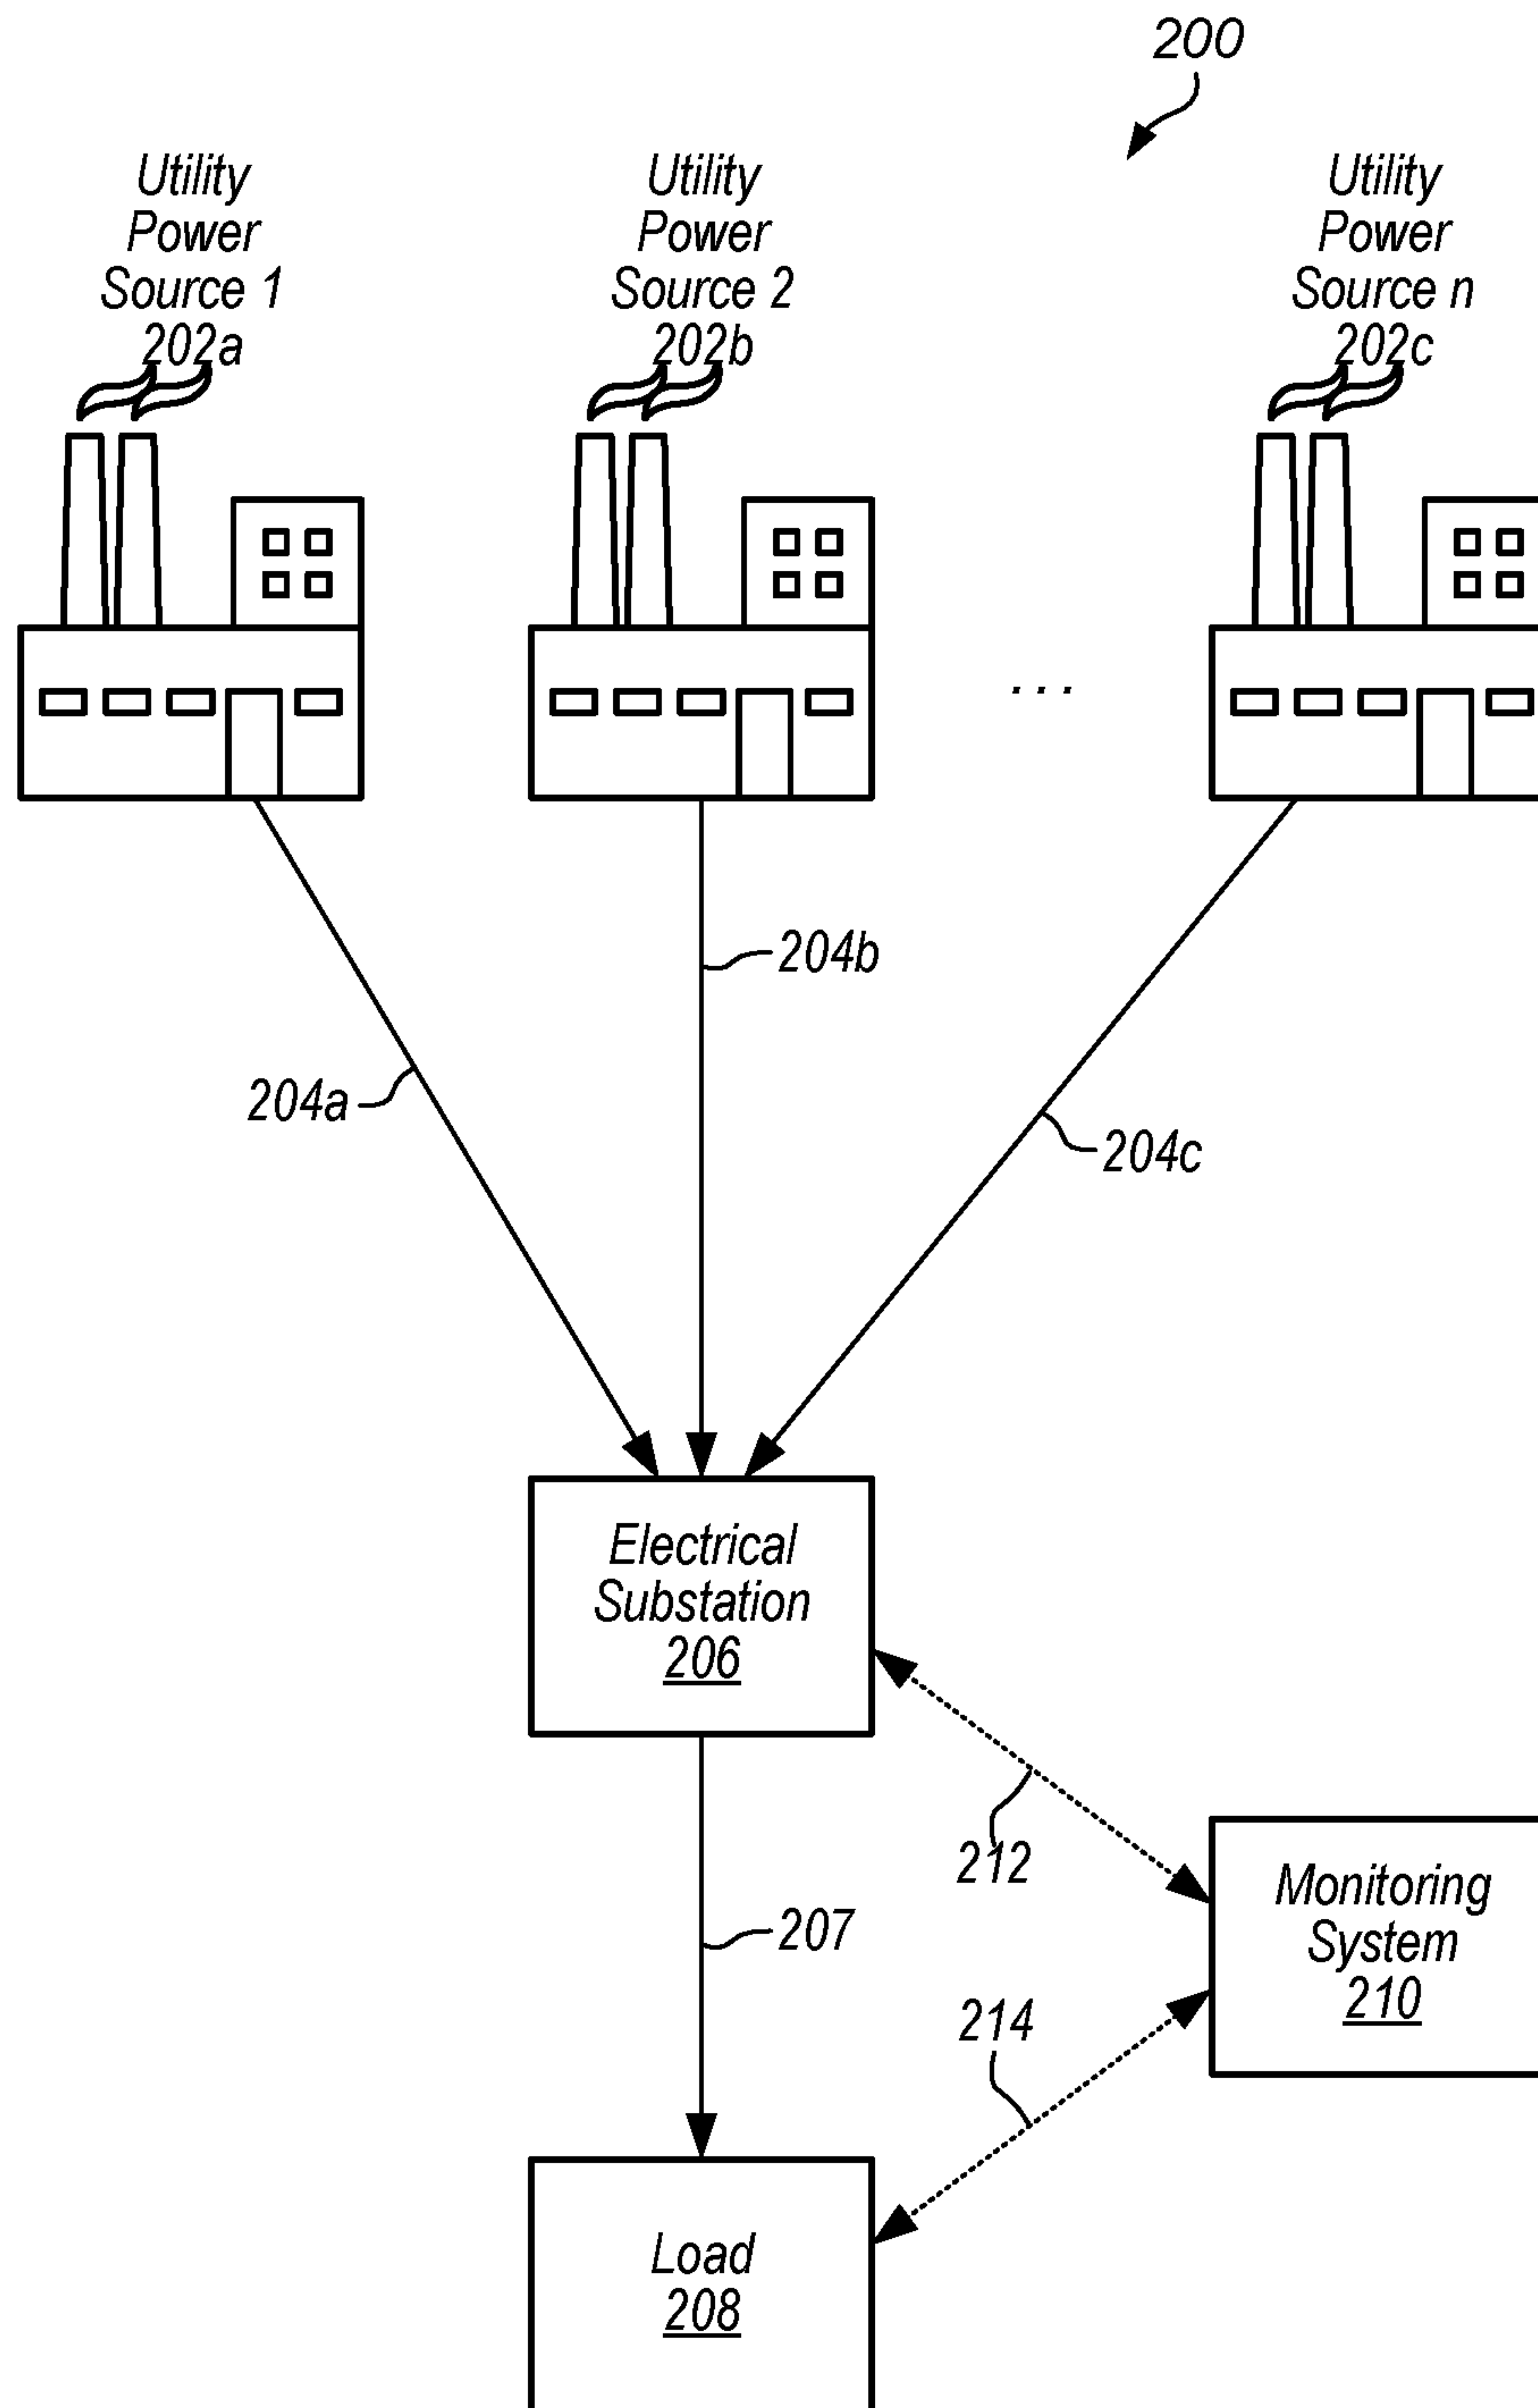 200
Utility
Power
Source 1
202a
Utility
Power
Source 2
202b
. . .
Utility
Power
Source n
202c
204b
204a
204c
Electrical
Substation
206
212
207
Monitoring
System
210
214
Load
208